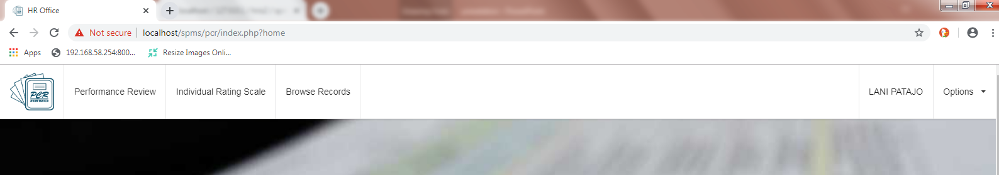 HR Office
Not secure localhost/spms/pcr/index.php?home
Apps 192.168.58.254:800... Resize Images Onli...
PCR
HRMO
Performance Review Individual Rating Scale Browse Records LANI PATAJO Options